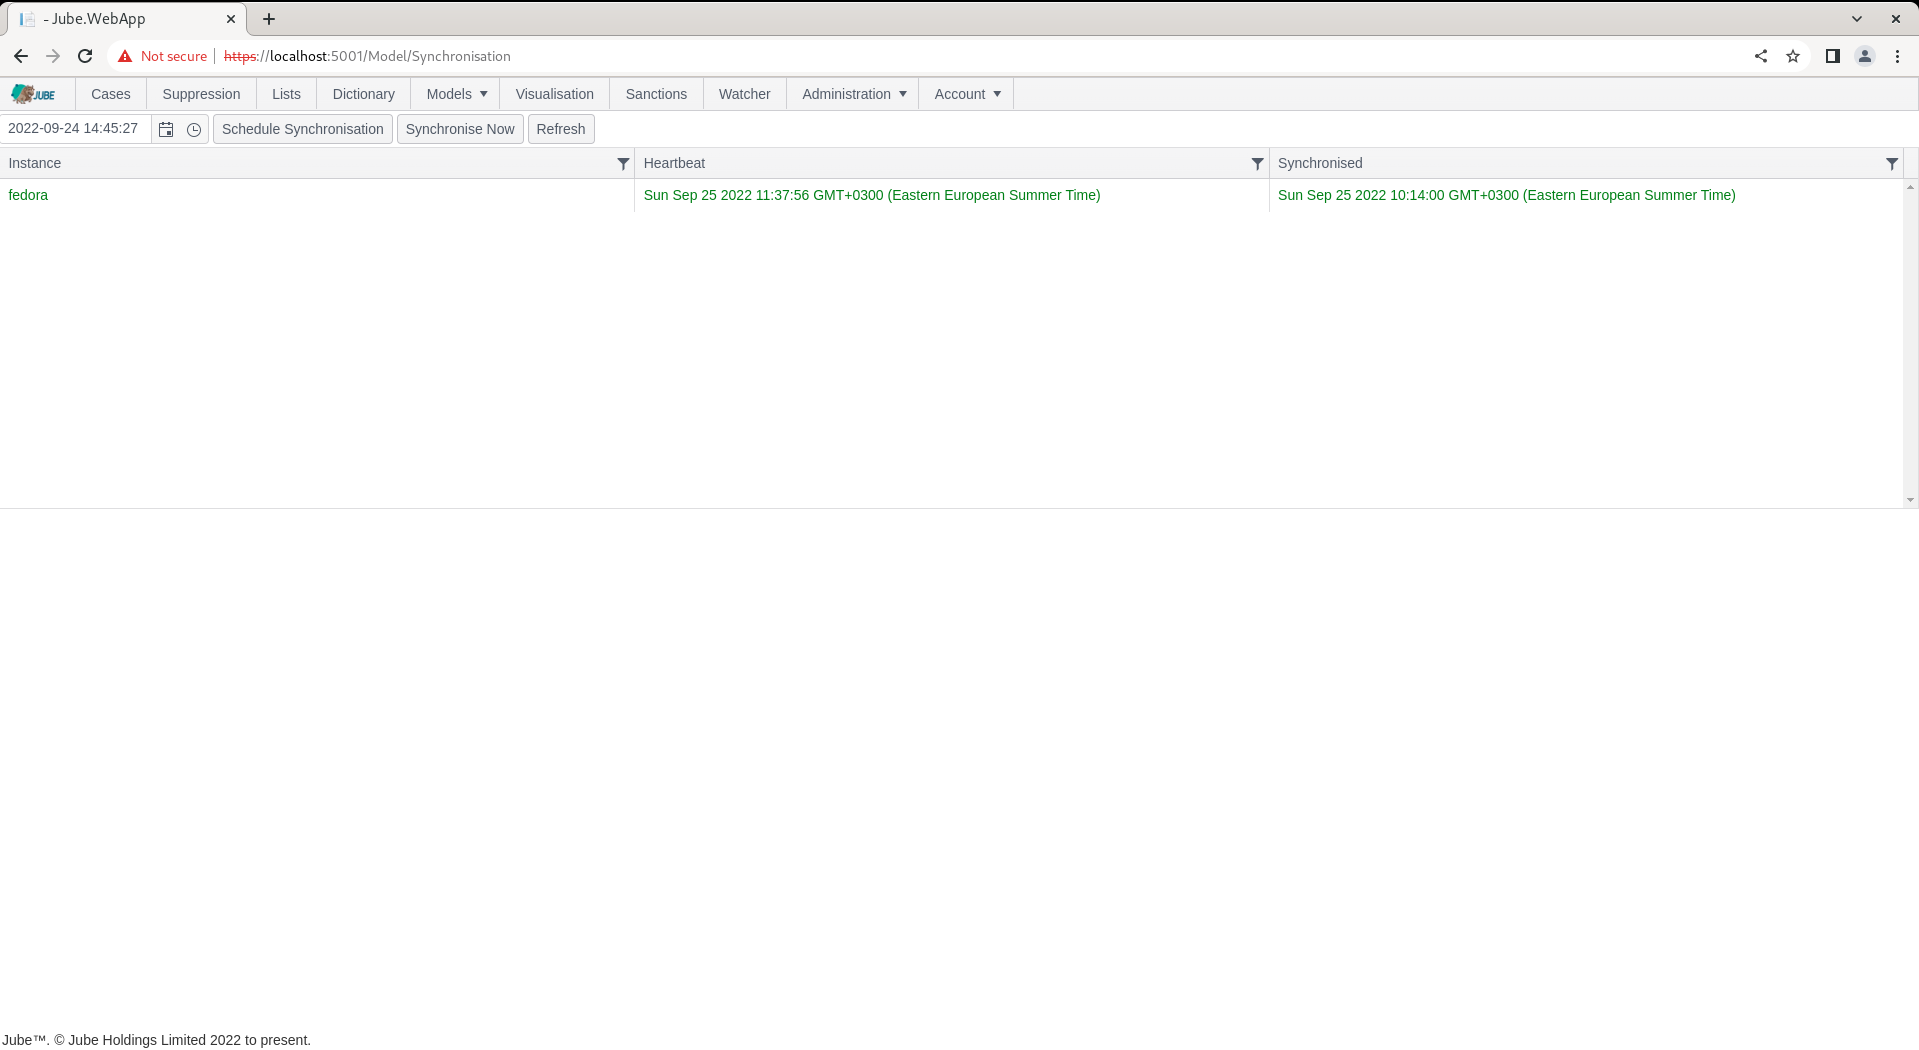 - Jube.WebApp
Not secure https://localhost:5001/Model/Synchronisation
JUBE Cases Suppression Lists Dictionary Models Visualisation Sanctions Watcher Administration Account
2022-09-24 14:45:27 Schedule Synchronisation Synchronise Now Refresh
Instance Heartbeat Synchronised
fedora Sun Sep 25 2022 11:37:56 GMT+0300 (Eastern European Summer Time) Sun Sep 25 2022 10:14:00 GMT+0300 (Eastern European Summer Time)
Jube™. © Jube Holdings Limited 2022 to present.